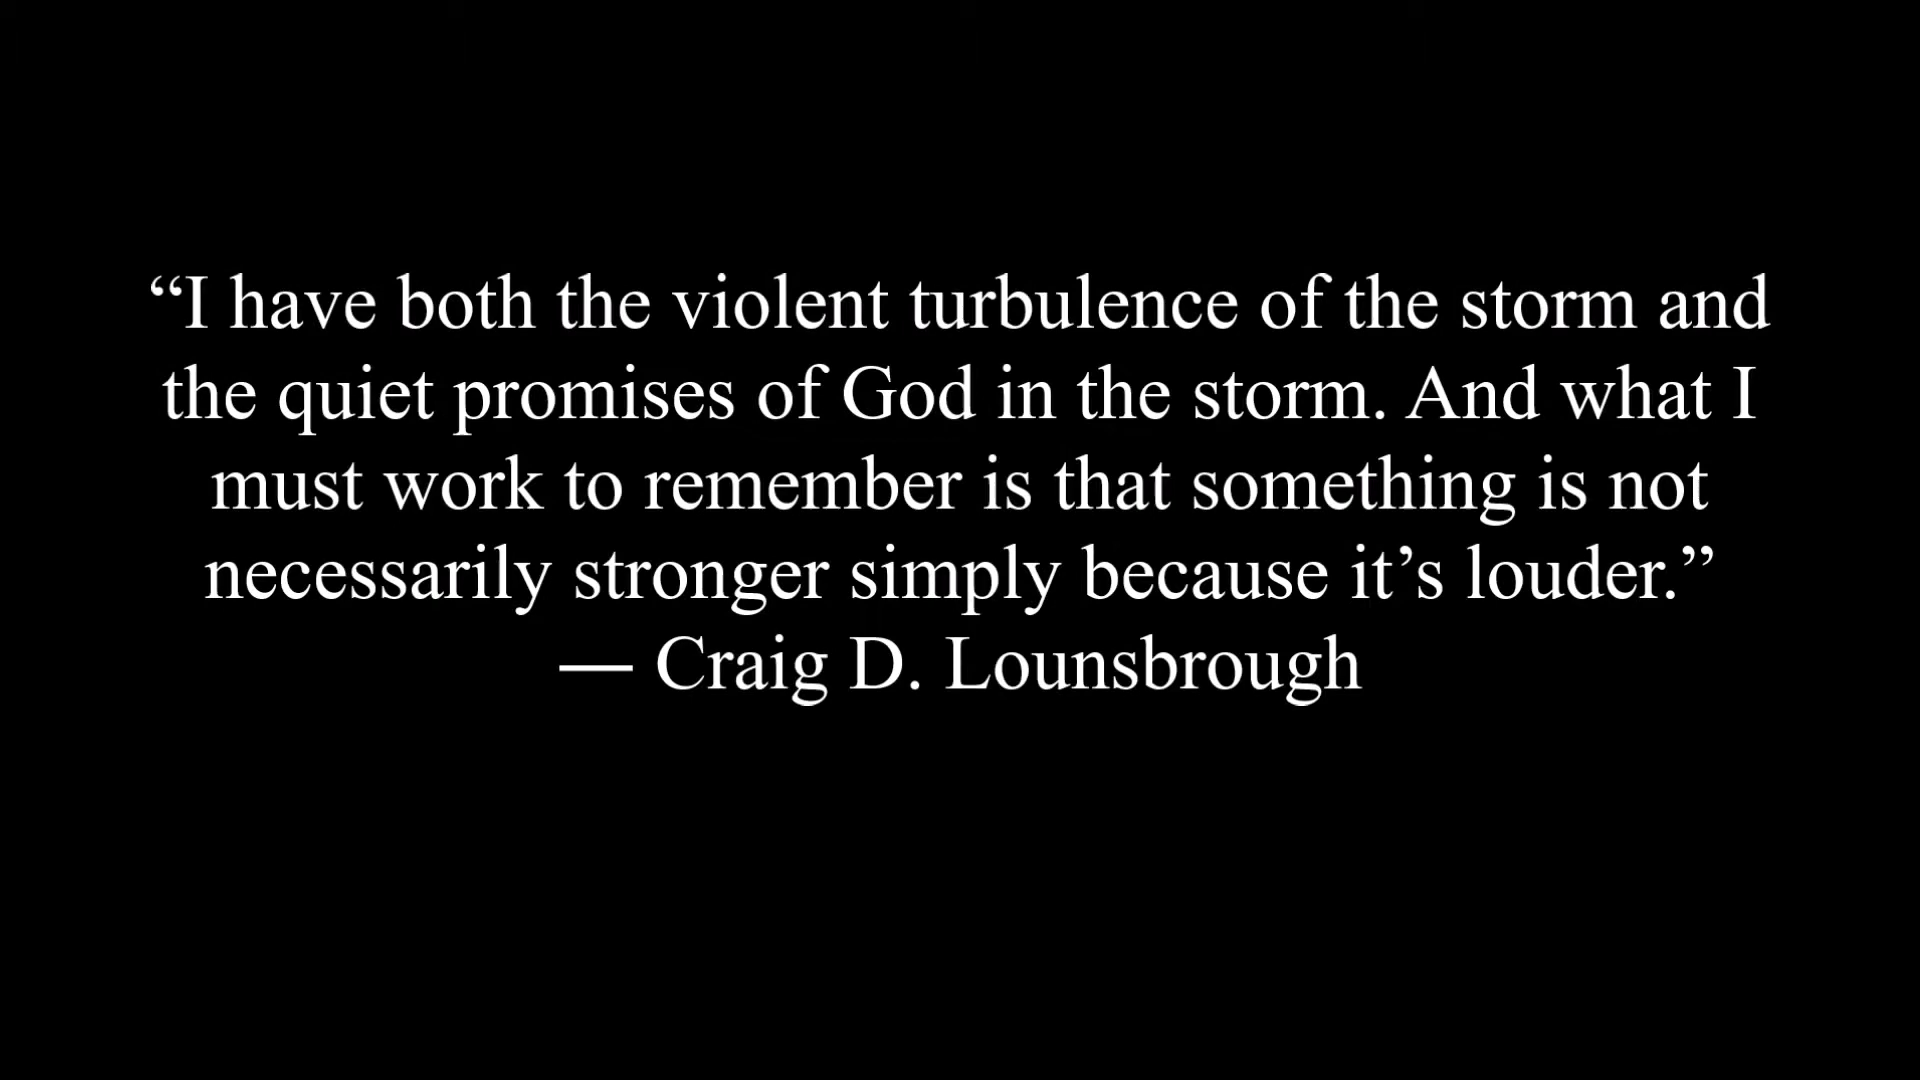 “I have both the violent turbulence of the storm and
the quiet promises of God in the storm. And what I
must work to remember is that something is not
necessarily stronger simply because it’s louder.”
― Craig D. Lounsbrough